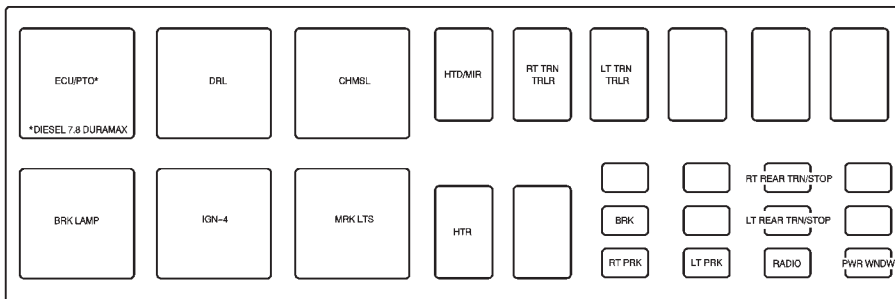 ECU/PTO*
*DIESEL 7.8 DURAMAX
DRL
CHMSL
HTD/MIR
RT TRN
TRLR
LT TRN
TRLR
BRK LAMP
IGN-4
MRK LTS
HTR
RT REAR TRN/STOP
BRK
LT REAR TRN/STOP
RT PRK
LT PRK
RADIO
PWR WNDW